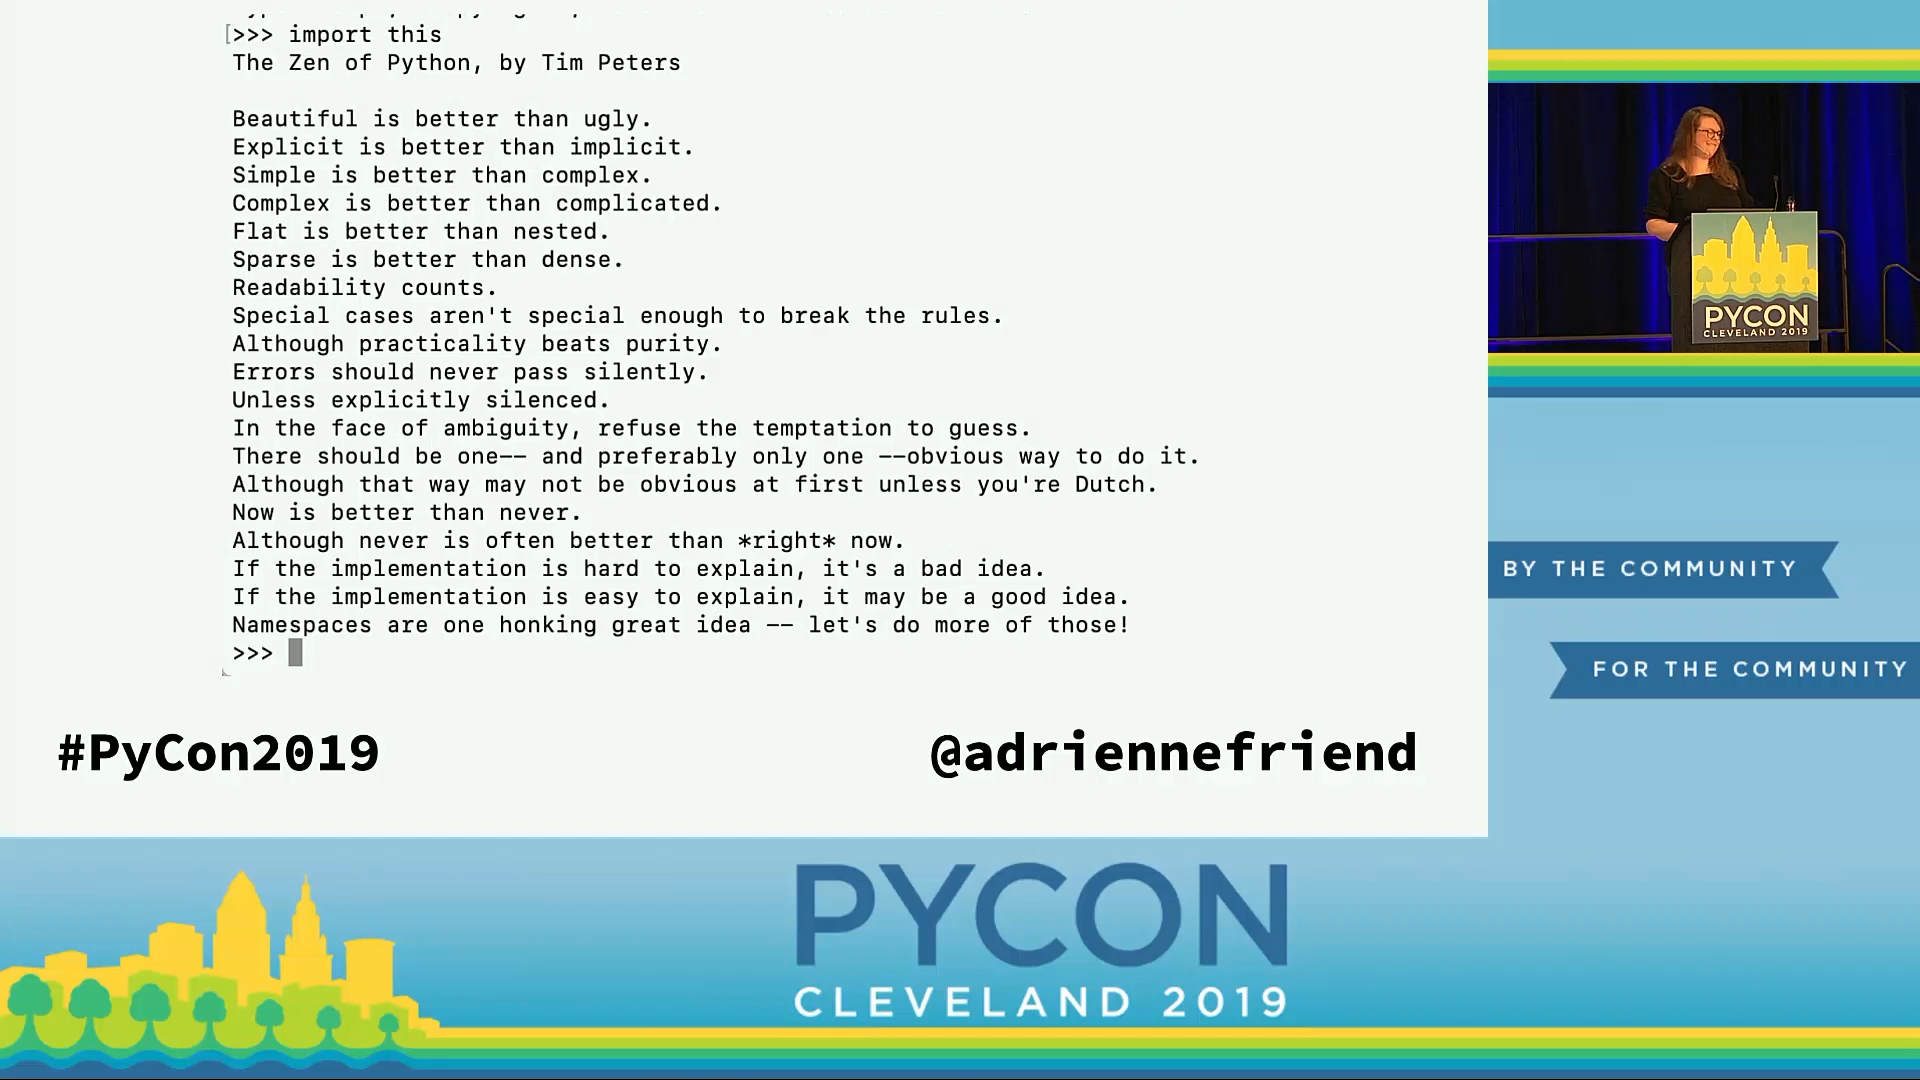 >>> import this
The Zen of Python, by Tim Peters
Beautiful is better than ugly.
Explicit is better than implicit.
Simple is better than complex.
Complex is better than complicated.
Flat is better than nested.
Sparse is better than dense.
Readability counts.
Special cases aren't special enough to break the rules.
Although practicality beats purity.
Errors should never pass silently.
Unless explicitly silenced.
In the face of ambiguity, refuse the temptation to guess.
There should be one-- and preferably only one --obvious way to do it.
Although that way may not be obvious at first unless you're Dutch.
Now is better than never.
Although never is often better than *right* now.
If the implementation is hard to explain, it's a bad idea.
If the implementation is easy to explain, it may be a good idea.
Namespaces are one honking great idea -- let's do more of those!
>>>
#PyCon2019
@adriennefriend
PYCON
CLEVELAND 2019
BY THE COMMUNITY
FOR THE COMMUNITY
PYCON
CLEVELAND 2019